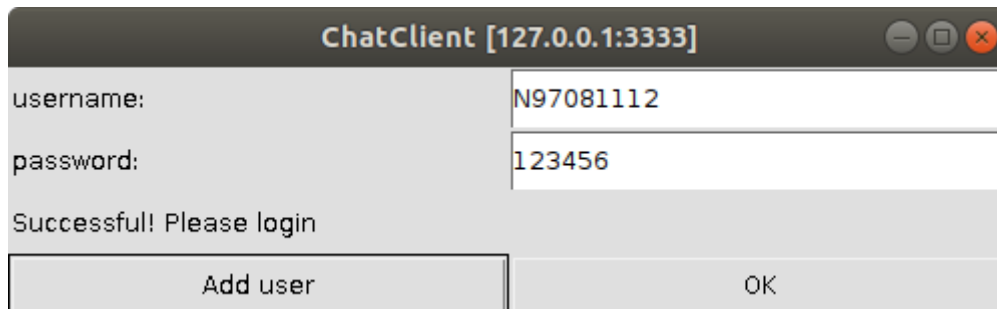 ChatClient [127.0.0.1:3333]
username: N97081112
password: 123456
Successful! Please login
Add user OK